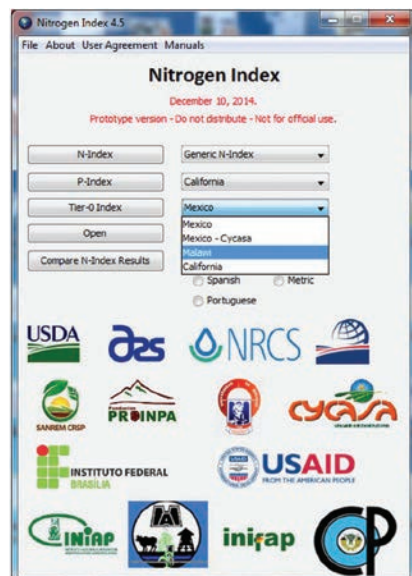 Nitrogen Index 4.5
File About User Agreement Manuals
Nitrogen Index
December 10, 2014.
Prototype version - Do not distribute - Not for official use.
N-Index Generic N-Index
P-Index California
Tier-0 Index Mexico
Open Mexico
Mexico - Cycasa
Malawi
Compare N-Index Results California
Spanish Metric
Portuguese
USDA ars NRCS
SANREM CRSP Fundación PROINPA cycasa
INSTITUTO FEDERAL
BRASÍLIA
USAID
FROM THE AMERICAN PEOPLE
INIAP inifap CP